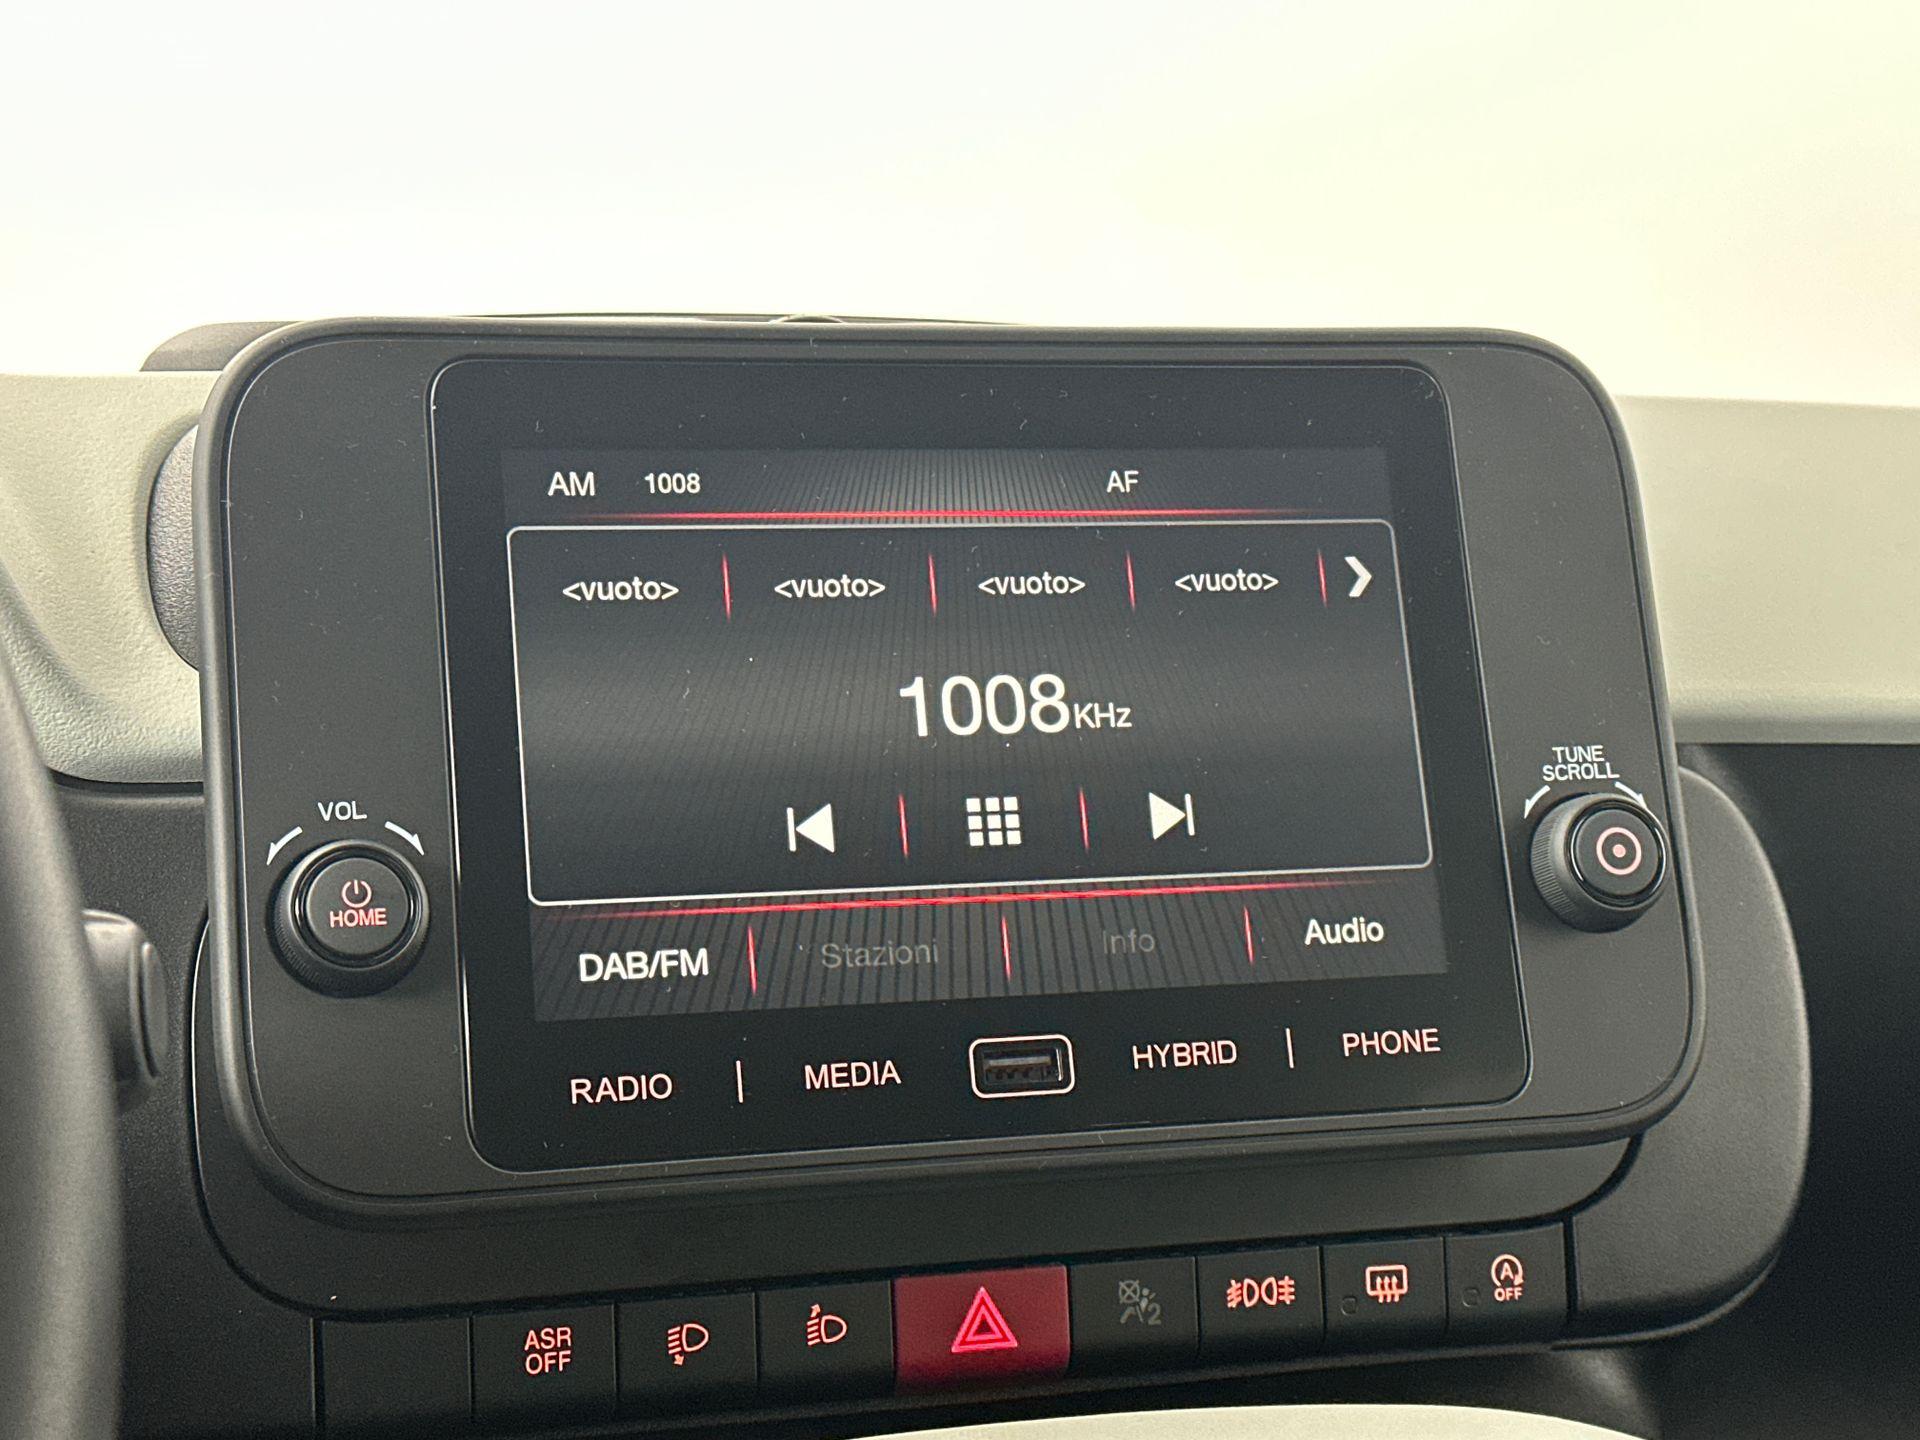 AM 1008 AF
<vuoto> <vuoto> <vuoto> <vuoto>
1008KHz
VOL
TUNE
SCROLL
HOME
DAB/FM Stazioni Info Audio
RADIO | MEDIA HYBRID | PHONE
ASR
OFF
2
A
OFF